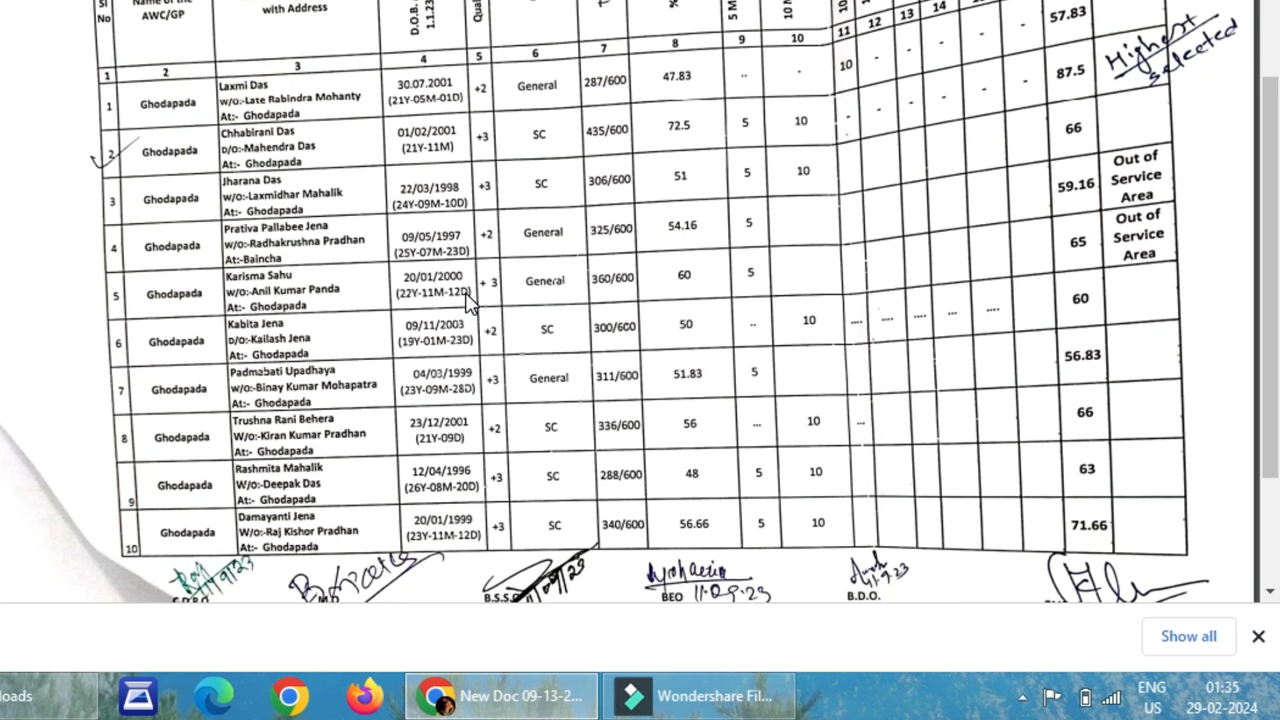 Sl No
Name of the AWC/GP
with Address
D.O.B.
1.1.23
Qual
%
5 M
10 M
10
12
13
14
57.83
1 2 3 4 5 6 7 8 9 10 11
Highest selected
1 Ghodapada Laxmi Das 30.07.2001 +2 General 287/600 47.83 .. - 10 - - - - -
W/o:-Late Rabindra Mohanty (21Y-05M-01D)
At:- Ghodapada
2 Ghodapada Chhabirani Das 01/02/2001 +3 SC 435/600 72.5 5 10 - - - - - - 87.5
D/o:-Mahendra Das (21Y-11M)
At:- Ghodapada
3 Ghodapada Jharana Das 22/03/1998 +3 SC 306/600 51 5 10 66
w/o:-Laxmidhar Mahalik (24Y-09M-10D)
At:- Ghodapada
4 Ghodapada Prativa Pallabee Jena 09/05/1997 +2 General 325/600 54.16 5 59.16 Out of Service Area
w/o:-Radhakrushna Pradhan (25Y-07M-23D)
At:-Baincha
5 Ghodapada Karisma Sahu 20/01/2000 + 3 General 360/600 60 5 65 Out of Service Area
w/o:-Anil Kumar Panda (22Y-11M-12D)
At:- Ghodapada
6 Ghodapada Kabita Jena 09/11/2003 +2 SC 300/600 50 .. 10 .... .... .... .... .... 60
D/o:-Kailash Jena (19Y-01M-23D)
At:- Ghodapada
7 Ghodapada Padmabati Upadhaya 04/03/1999 +3 General 311/600 51.83 5 56.83
w/o:-Binay Kumar Mohapatra (23Y-09M-28D)
At:- Ghodapada
8 Ghodapada Trushna Rani Behera 23/12/2001 +2 SC 336/600 56 ... 10 ... 66
W/o:-Kiran Kumar Pradhan (21Y-09D)
At:- Ghodapada
9 Ghodapada Rashmita Mahalik 12/04/1996 +3 SC 288/600 48 5 10 63
W/o:-Deepak Das (26Y-08M-20D)
At:- Ghodapada
10 Ghodapada Damayanti Jena 20/01/1999 +3 SC 340/600 56.66 5 10 71.66
W/o:-Raj Kishor Pradhan (23Y-11M-12D)
At:- Ghodapada
11.09.23
11.9.23
B.S.S.O
BEO
B.D.O.
Show all
loads
New Doc 09-13-2...
Wondershare Fil...
ENG
US
01:35
29-02-2024